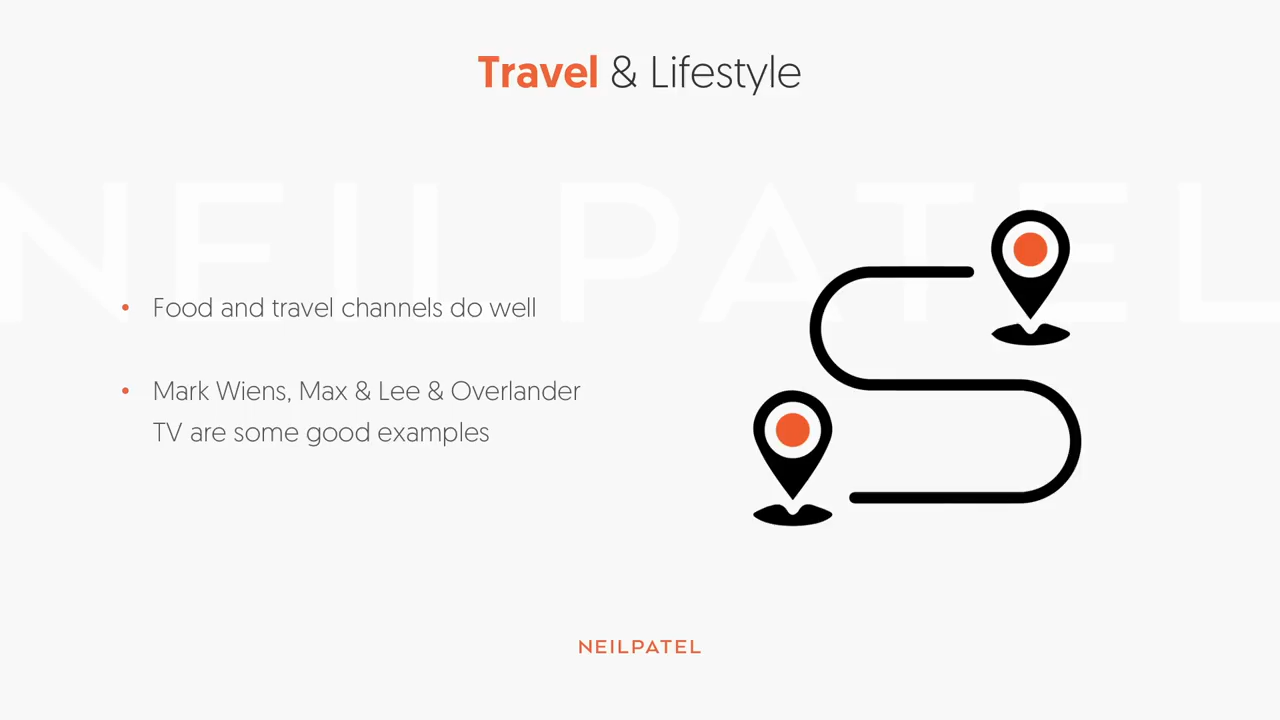 Travel & Lifestyle
NEIL PATEL
• Food and travel channels do well
• Mark Wiens, Max & Lee & Overlander
TV are some good examples
NEILPATEL